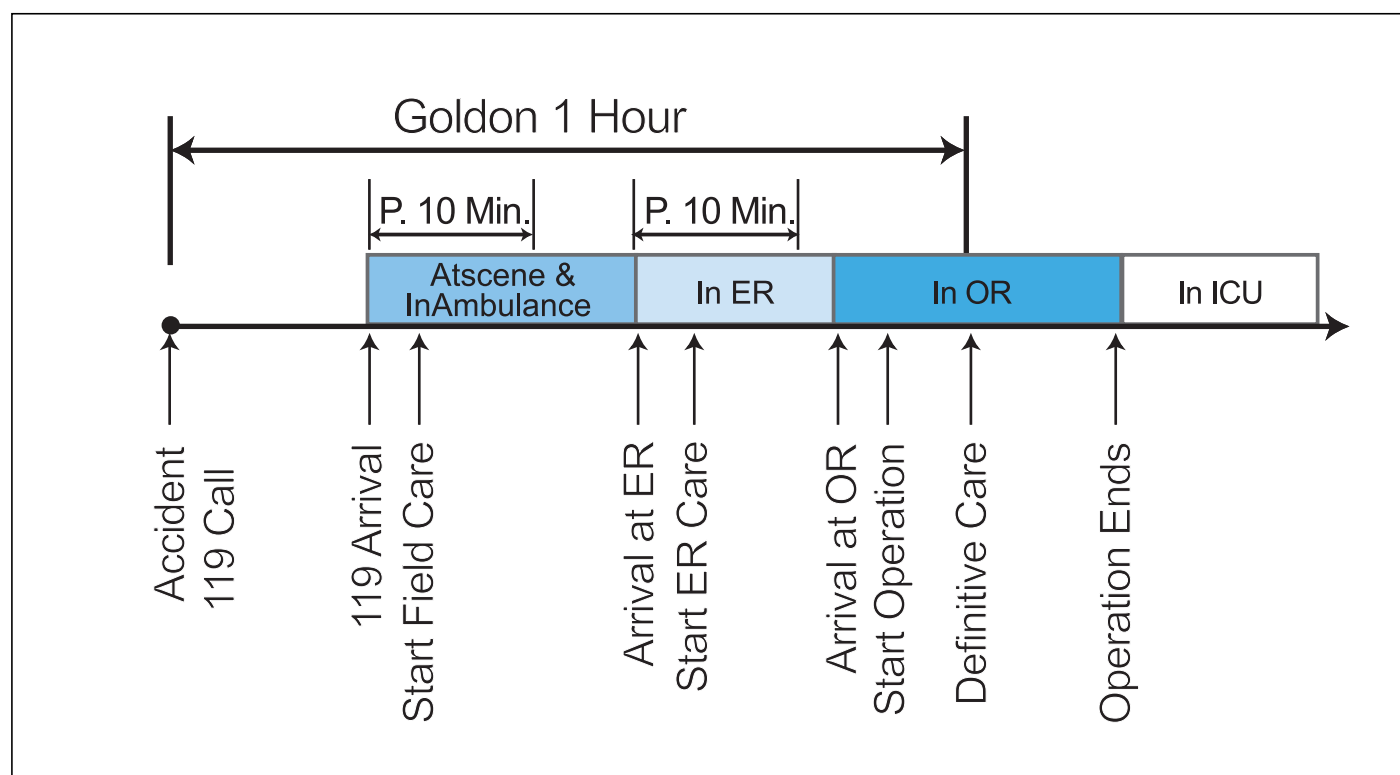 Goldon 1 Hour
P. 10 Min.
P. 10 Min.
Atscene &
InAmbulance
In ER
In OR
In ICU
Accident
119 Call
119 Arrival
Start Field Care
Arrival at ER
Start ER Care
Arrival at OR
Start Operation
Definitive Care
Operation Ends